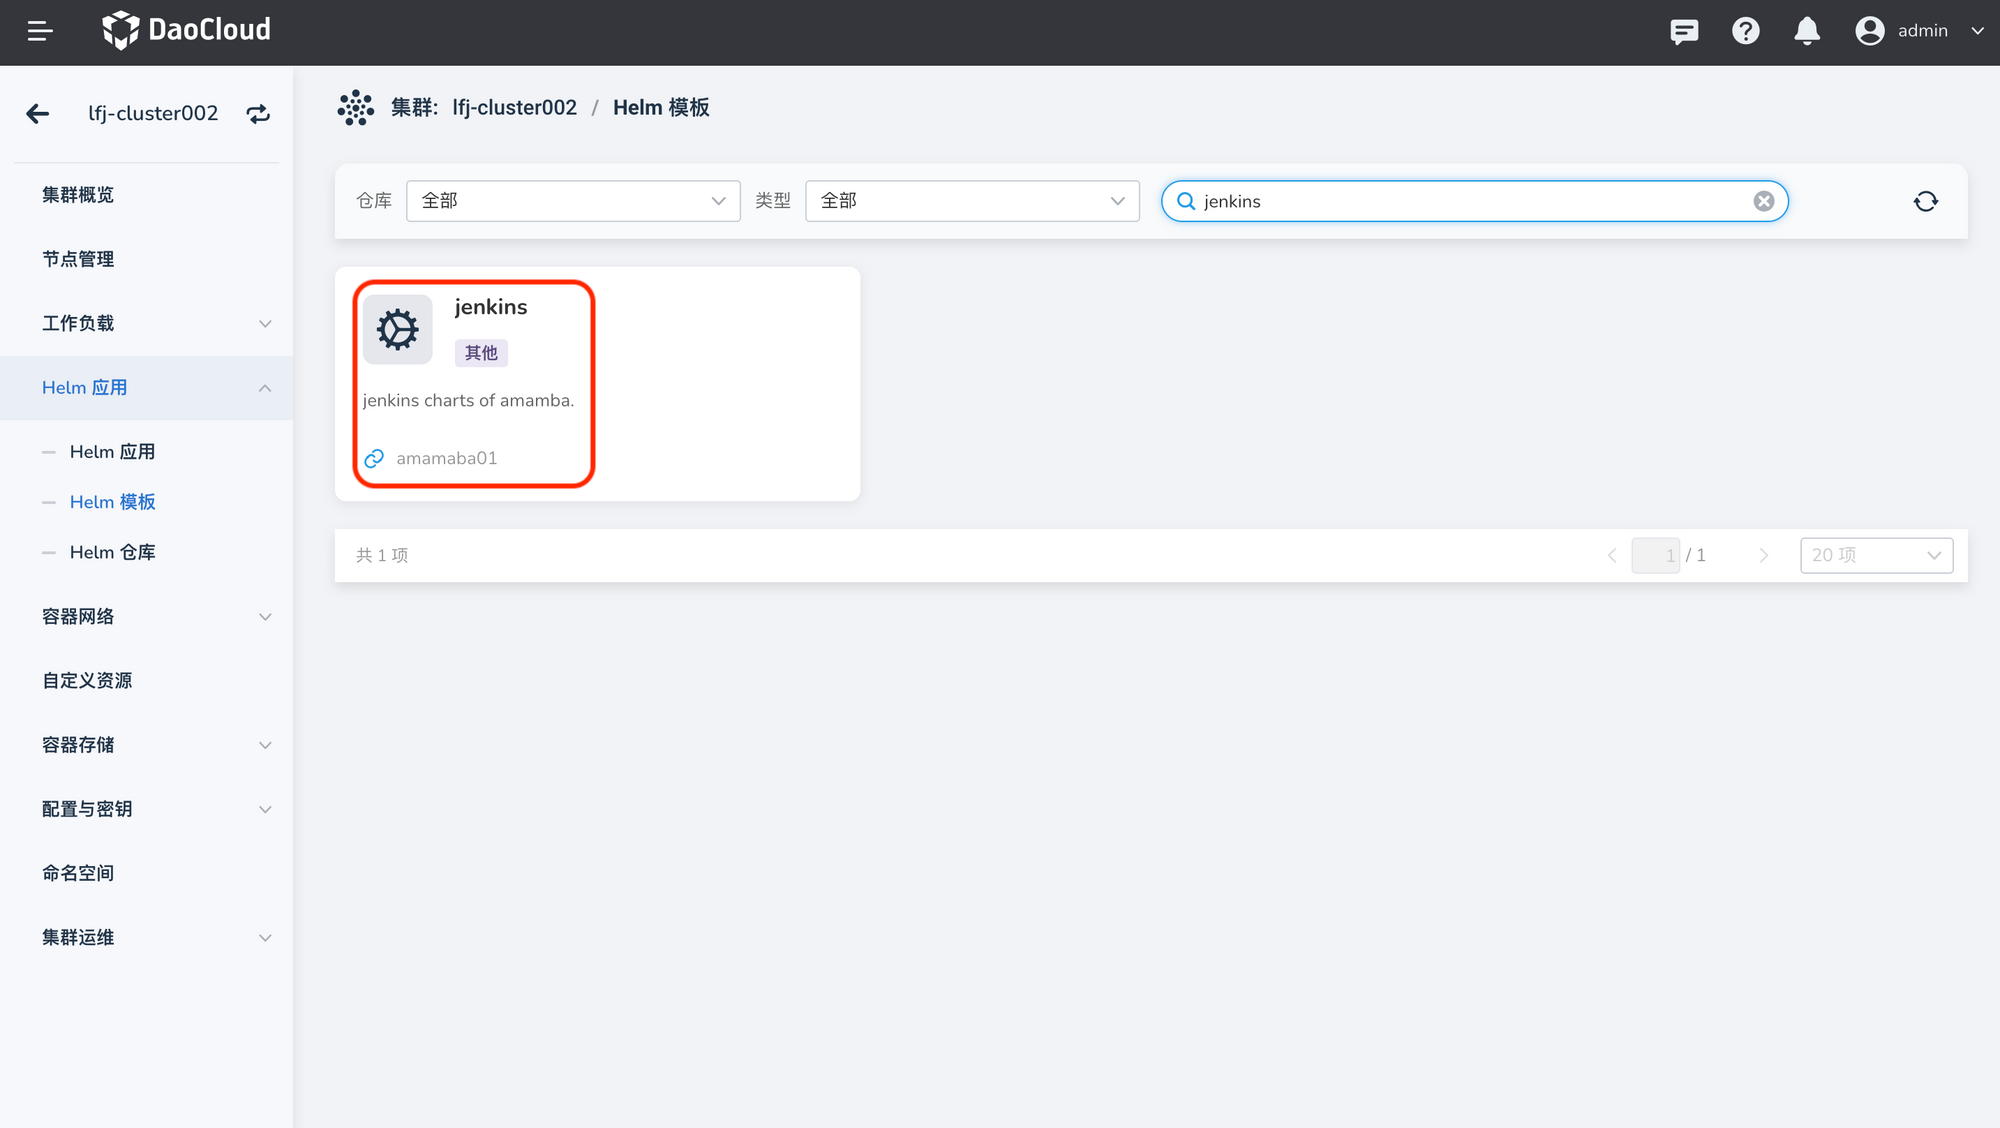 DaoCloud
admin
lfj-cluster002
集群概览
节点管理
工作负载
Helm 应用
Helm 应用
Helm 模板
Helm 仓库
容器网络
自定义资源
容器存储
配置与密钥
命名空间
集群运维
集群: lfj-cluster002 / Helm 模板
仓库 全部 类型 全部 jenkins
jenkins
其他
jenkins charts of amamba.
amamaba01
共 1 项
1 / 1
20 项